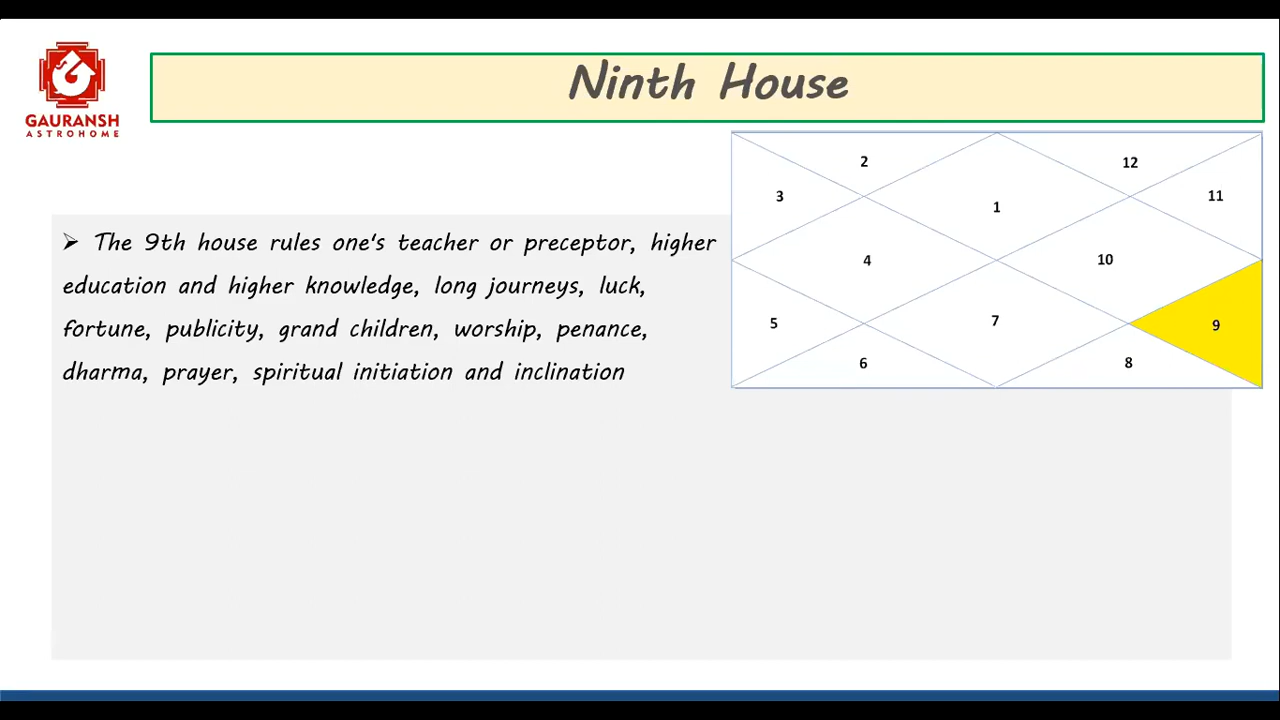 GAURANSH
ASTROHOME
Ninth House
2
12
3
11
1
➢ The 9th house rules one's teacher or preceptor, higher
education and higher knowledge, long journeys, luck,
fortune, publicity, grand children, worship, penance,
dharma, prayer, spiritual initiation and inclination
4
10
5
7
9
6
8